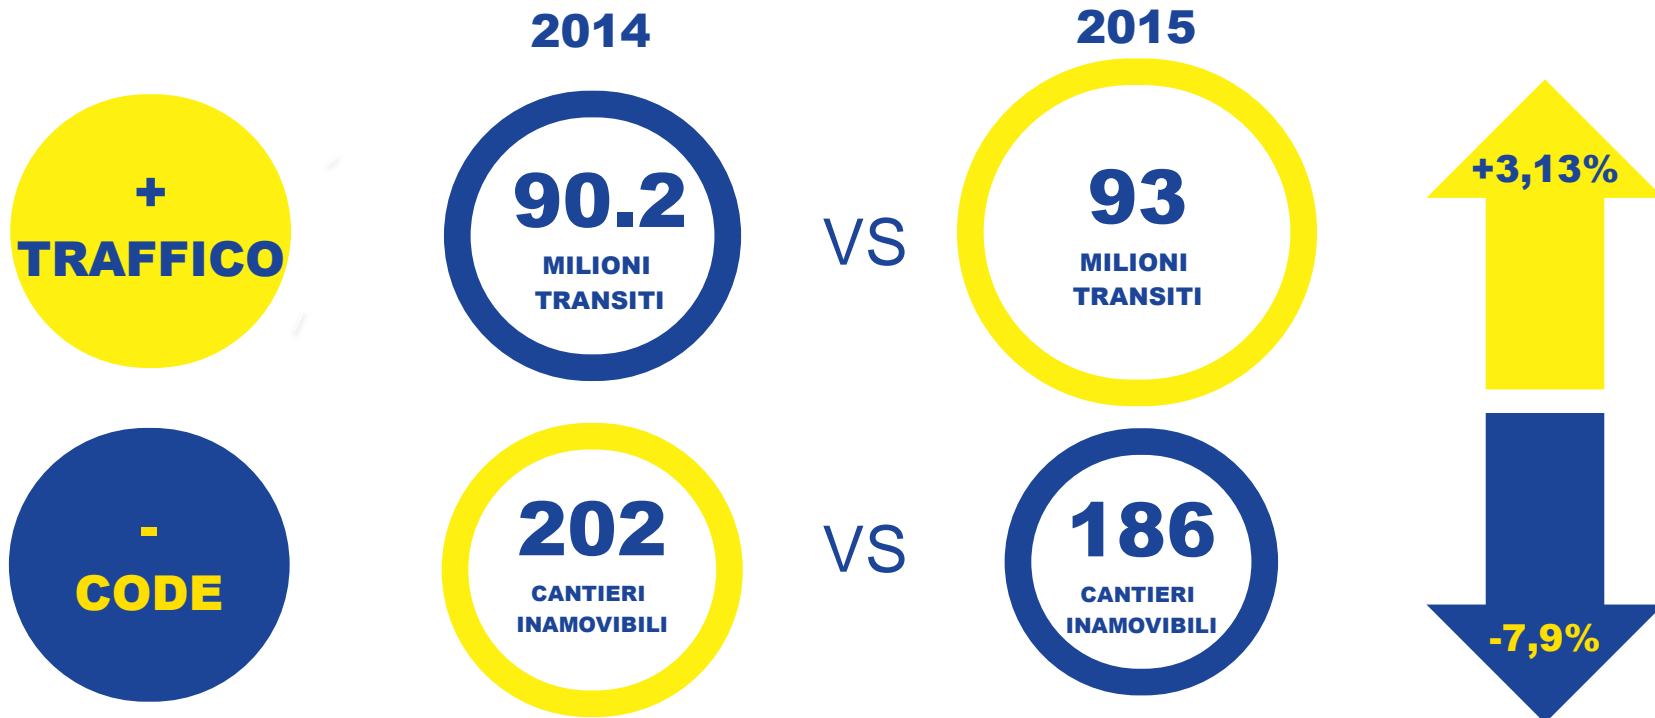 2014
2015
+
TRAFFICO
90.2
MILIONI
TRANSITI
VS
93
MILIONI
TRANSITI
+3,13%
-
CODE
202
CANTIERI
INAMOVIBILI
VS
186
CANTIERI
INAMOVIBILI
-7,9%